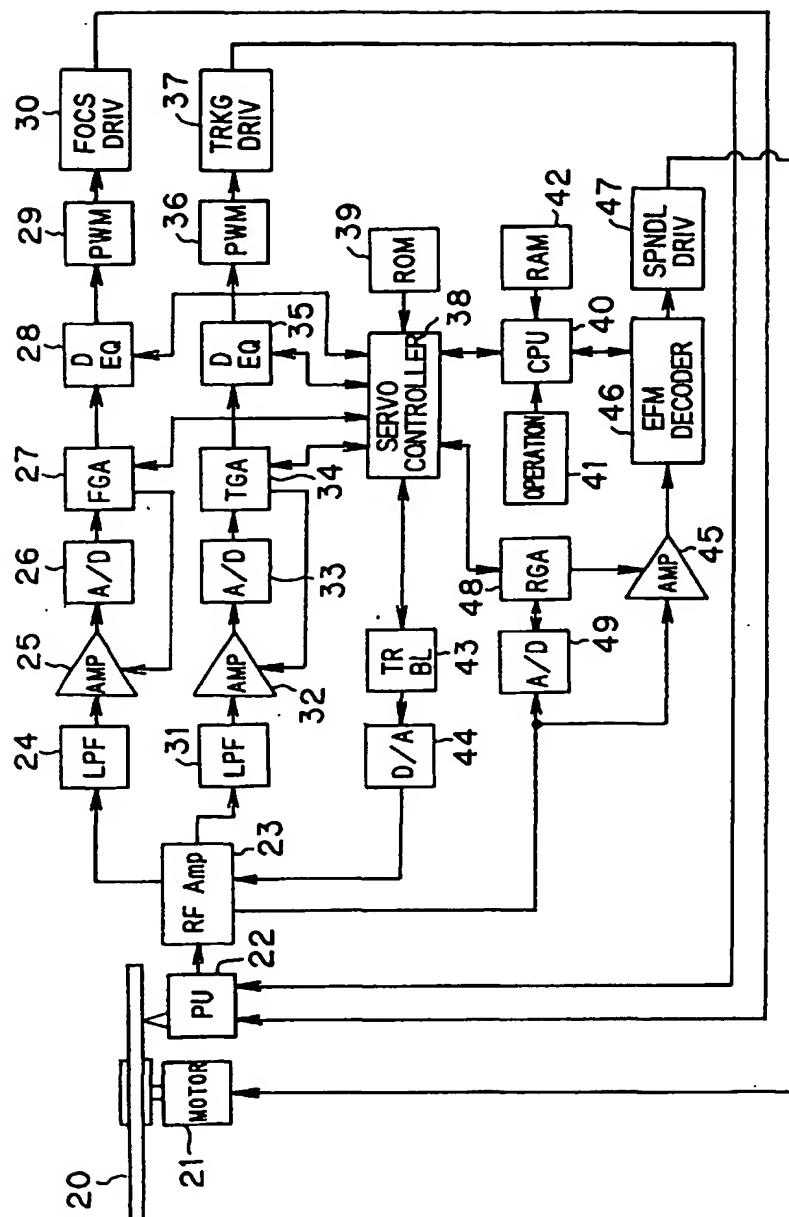 30
FOCS
DRIV
37
TRKG
DRIV
29
PWM
36
PWM
39
ROM
42
RAM
47
SPNDL
DRIV
28
D
EQ
35
D
EQ
38
SERVO
CONTROLLER
40
CPU
46
EFM
DECODER
27
FGA
34
TGA
OPERATION
41
26
A/D
33
A/D
48
RGA
45
AMP
25
AMP
32
AMP
TR
BL
43
A/D
49
24
LPF
31
LPF
D/A
44
23
RF Amp
22
PU
MOTOR
21
20